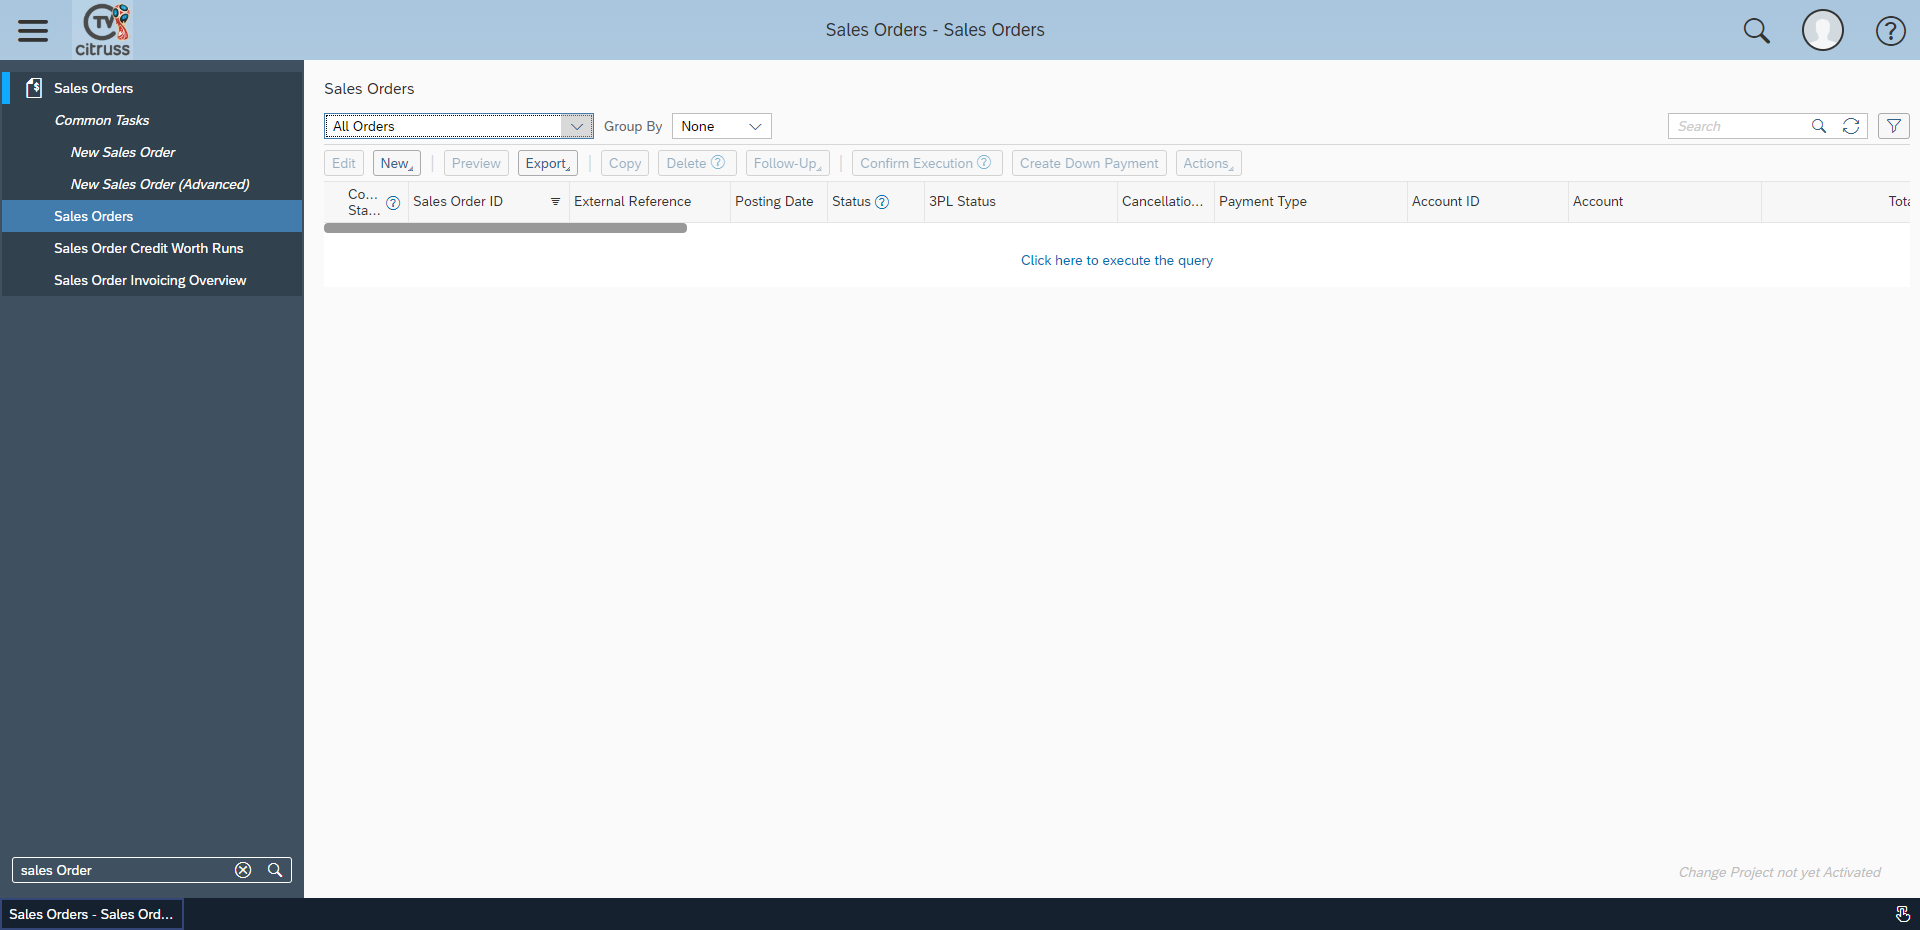 TV
citruss
Sales Orders - Sales Orders
?
Sales Orders
Common Tasks
New Sales Order
New Sales Order (Advanced)
Sales Orders
Sales Order Credit Worth Runs
Sales Order Invoicing Overview
sales Order
Sales Orders
All Orders
Group By
None
Search
Edit
New
Preview
Export
Copy
Delete ?
Follow-Up
Confirm Execution ?
Create Down Payment
Actions
Co...
Sta...
?
Sales Order ID
External Reference
Posting Date
Status ?
3PL Status
Cancellatio...
Payment Type
Account ID
Account
Tota
Click here to execute the query
Change Project not yet Activated
Sales Orders - Sales Ord...